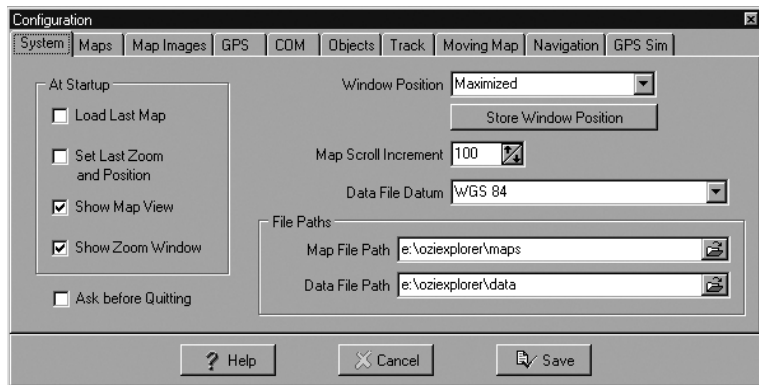 Configuration
System Maps Map Images GPS COM Objects Track Moving Map Navigation GPS Sim
At Startup
Load Last Map
Set Last Zoom
and Position
Show Map View
Show Zoom Window
Ask before Quitting
Window Position Maximized
Store Window Position
Map Scroll Increment 100
Data File Datum WGS 84
File Paths
Map File Path e:\oziexplorer\maps
Data File Path e:\oziexplorer\data
? Help Cancel Save